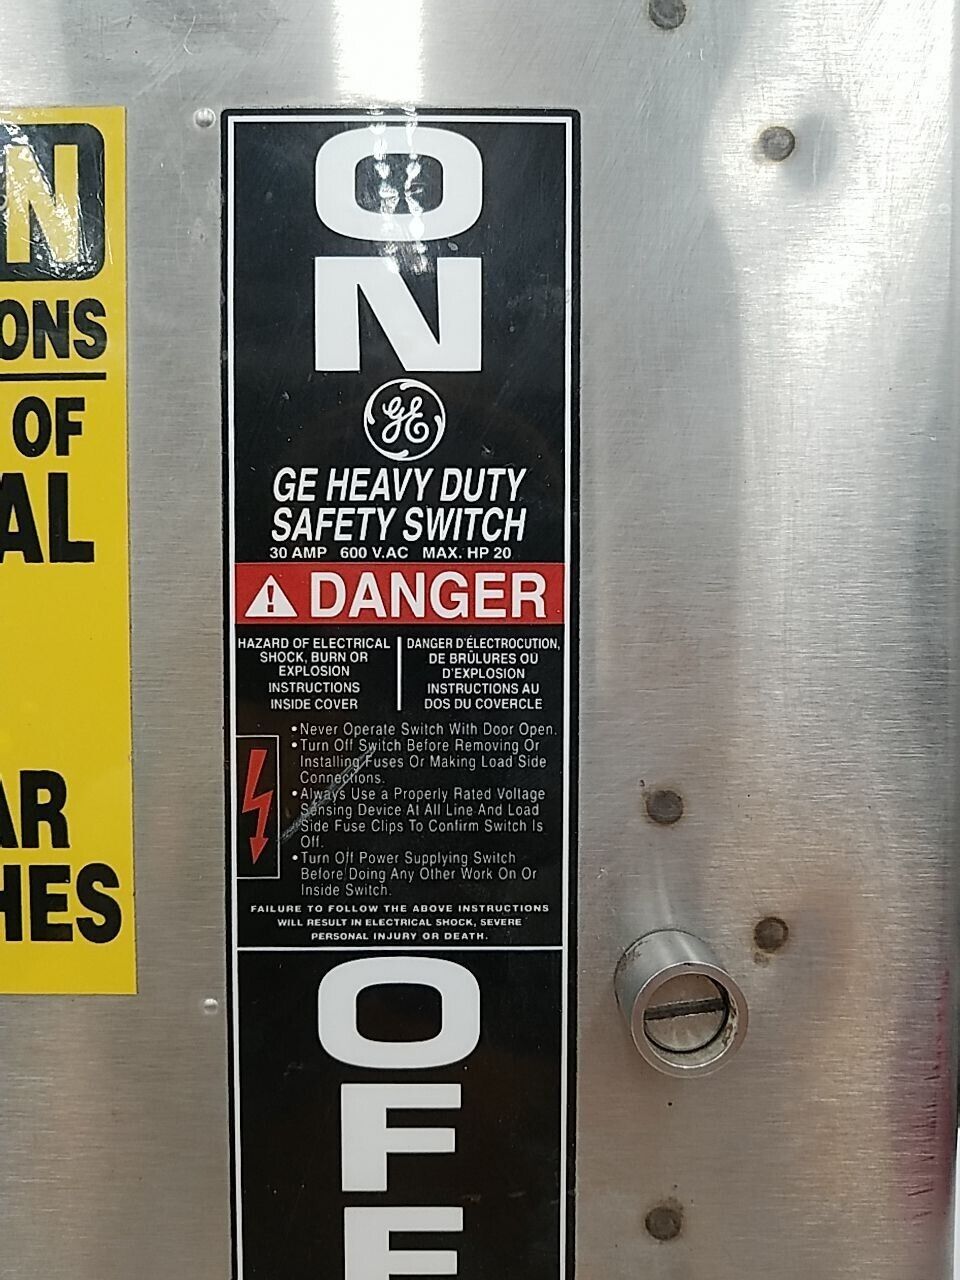 N
ONS
OF
AL
AR
HES
O
N
GE
GE HEAVY DUTY
SAFETY SWITCH
30 AMP 600 V.AC MAX. HP 20
DANGER
HAZARD OF ELECTRICAL
SHOCK, BURN OR
EXPLOSION
INSTRUCTIONS
INSIDE COVER
DANGER D'ÉLECTROCUTION,
DE BRÛLURES OU
D'EXPLOSION
INSTRUCTIONS AU
DOS DU COVERCLE
• Never Operate Switch With Door Open.
• Turn Off Switch Before Removing Or
Installing Fuses Or Making Load Side
Connections.
• Always Use a Properly Rated Voltage
Sensing Device At All Line And Load
Side Fuse Clips To Confirm Switch Is
Off.
• Turn Off Power Supplying Switch
Before Doing Any Other Work On Or
Inside Switch.
FAILURE TO FOLLOW THE ABOVE INSTRUCTIONS
WILL RESULT IN ELECTRICAL SHOCK, SEVERE
PERSONAL INJURY OR DEATH.
O
F
F